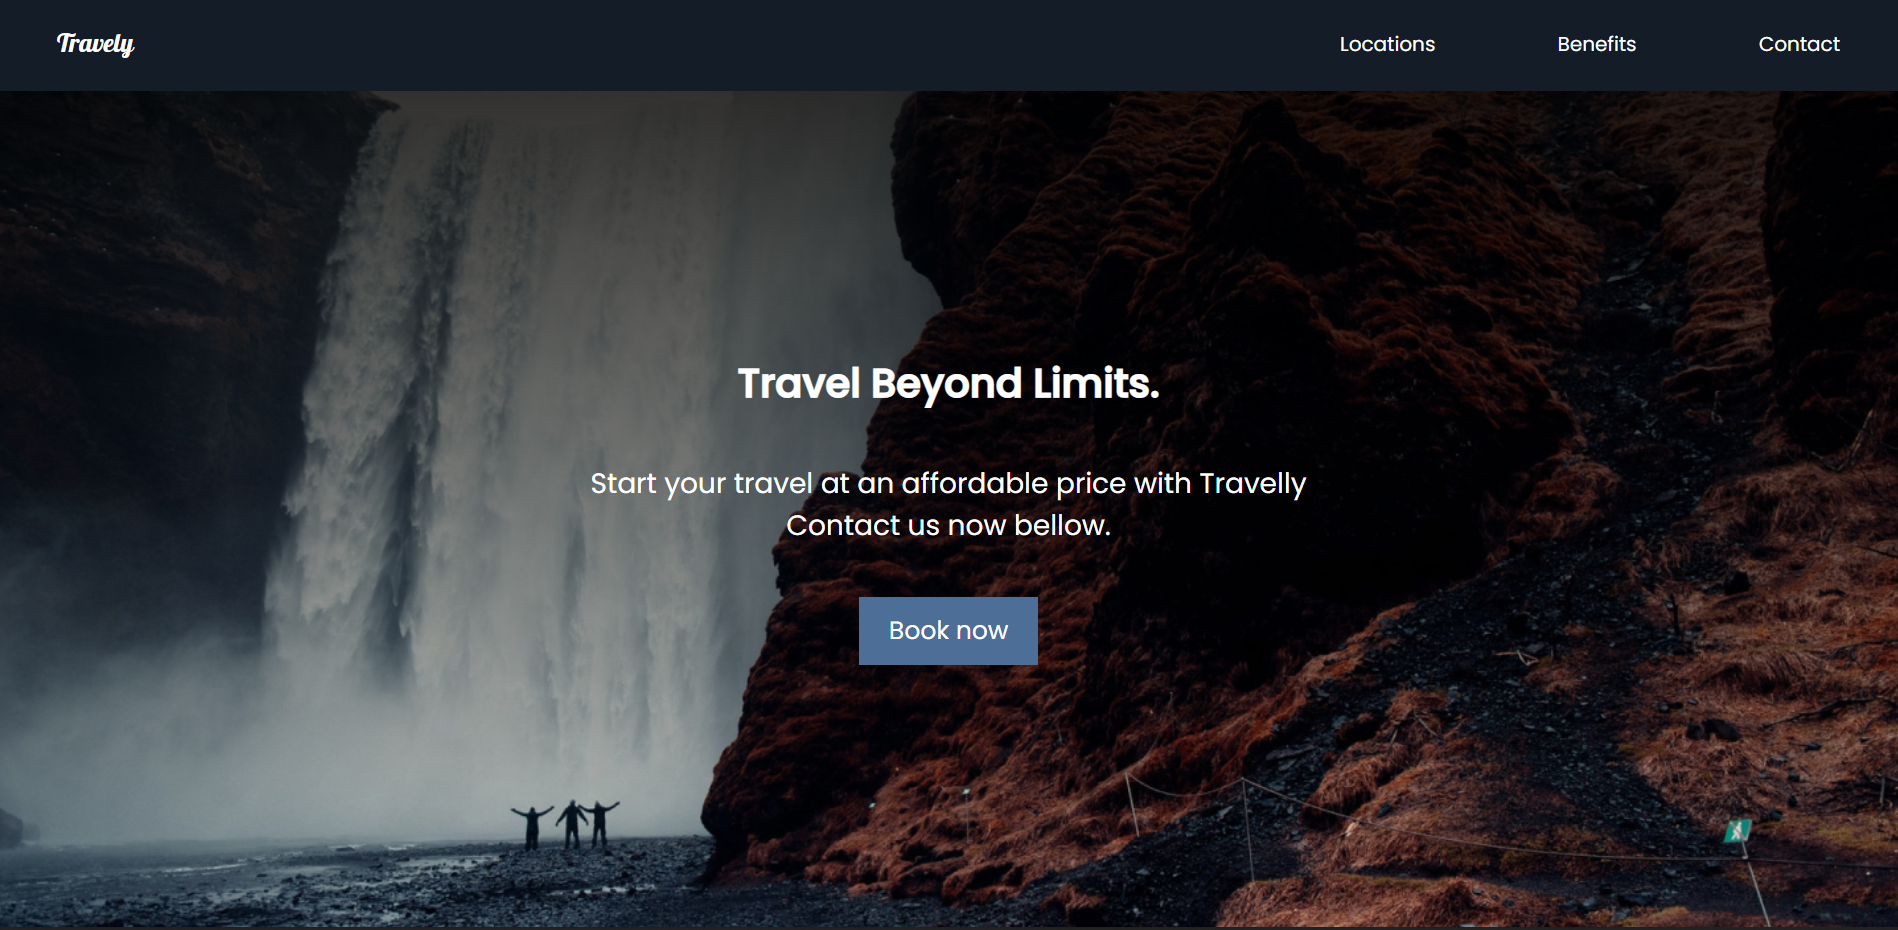 Travely
Locations
Benefits
Contact
Travel Beyond Limits.
Start your travel at an affordable price with Travelly
Contact us now bellow.
Book now